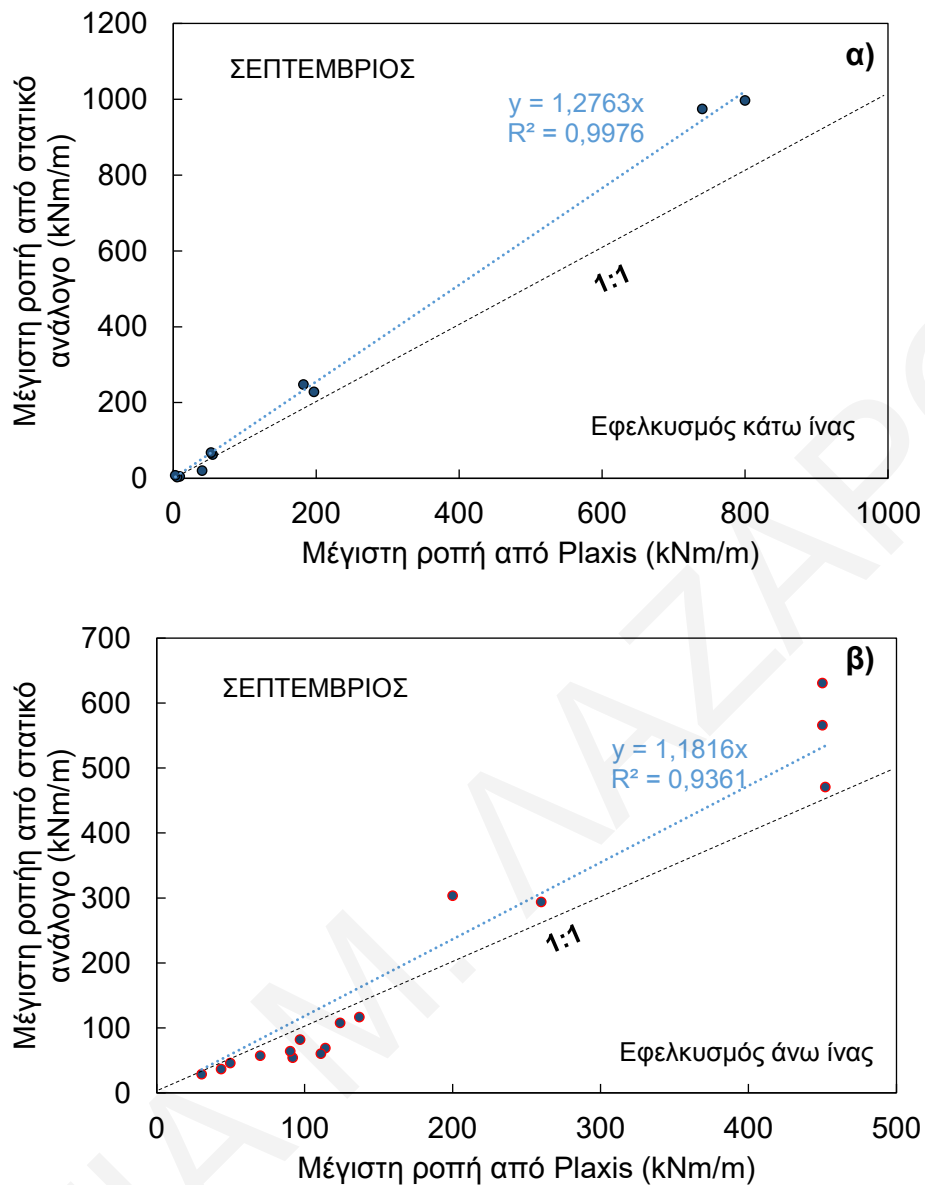 α)
ΣΕΠΤΕΜΒΡΙΟΣ
y = 1,2763x
R² = 0,9976
1:1
Εφελκυσμός κάτω ίνας
Μέγιστη ροπή από στατικό
ανάλογο (kNm/m)
1200
1000
800
600
400
200
0
0 200 400 600 800 1000
Μέγιστη ροπή από Plaxis (kNm/m)
β)
ΣΕΠΤΕΜΒΡΙΟΣ
y = 1,1816x
R² = 0,9361
1:1
Εφελκυσμός άνω ίνας
Μέγιστη ροπήη από στατικό
ανάλογο (kNm/m)
700
600
500
400
300
200
100
0
0 100 200 300 400 500
Μέγιστη ροπή από Plaxis (kNm/m)